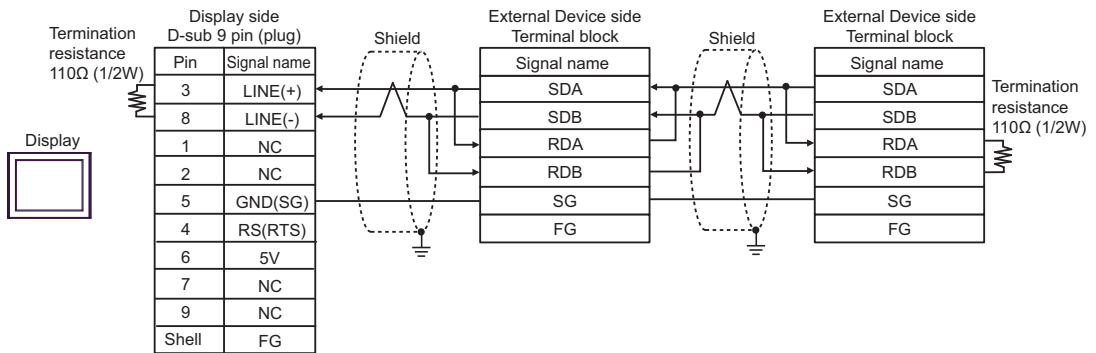 Display side
D-sub 9 pin (plug)
External Device side
Terminal block
External Device side
Terminal block
Termination
resistance
110Ω (1/2W)
Shield
Shield
Pin Signal name
3 LINE(+)
8 LINE(-)
1 NC
2 NC
5 GND(SG)
4 RS(RTS)
6 5V
7 NC
9 NC
Shell FG
Display
Signal name
SDA
SDB
RDA
RDB
SG
FG
Signal name
SDA
SDB
RDA
RDB
SG
FG
Termination
resistance
110Ω (1/2W)